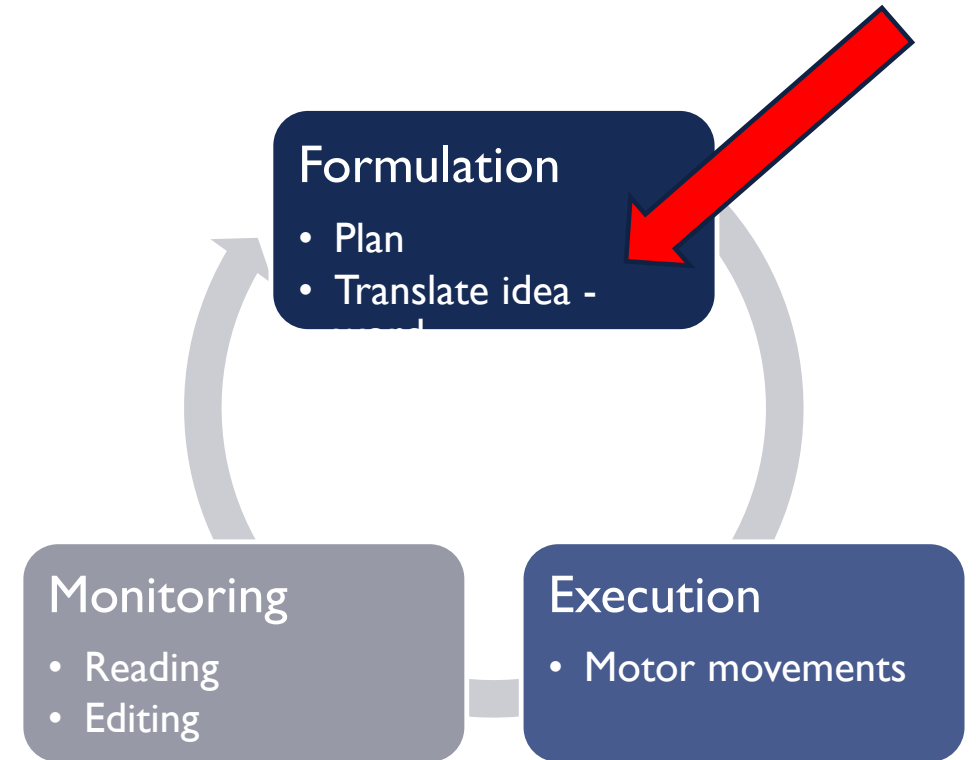 Formulation
• Plan
• Translate idea -
Monitoring
• Reading
• Editing
Execution
• Motor movements